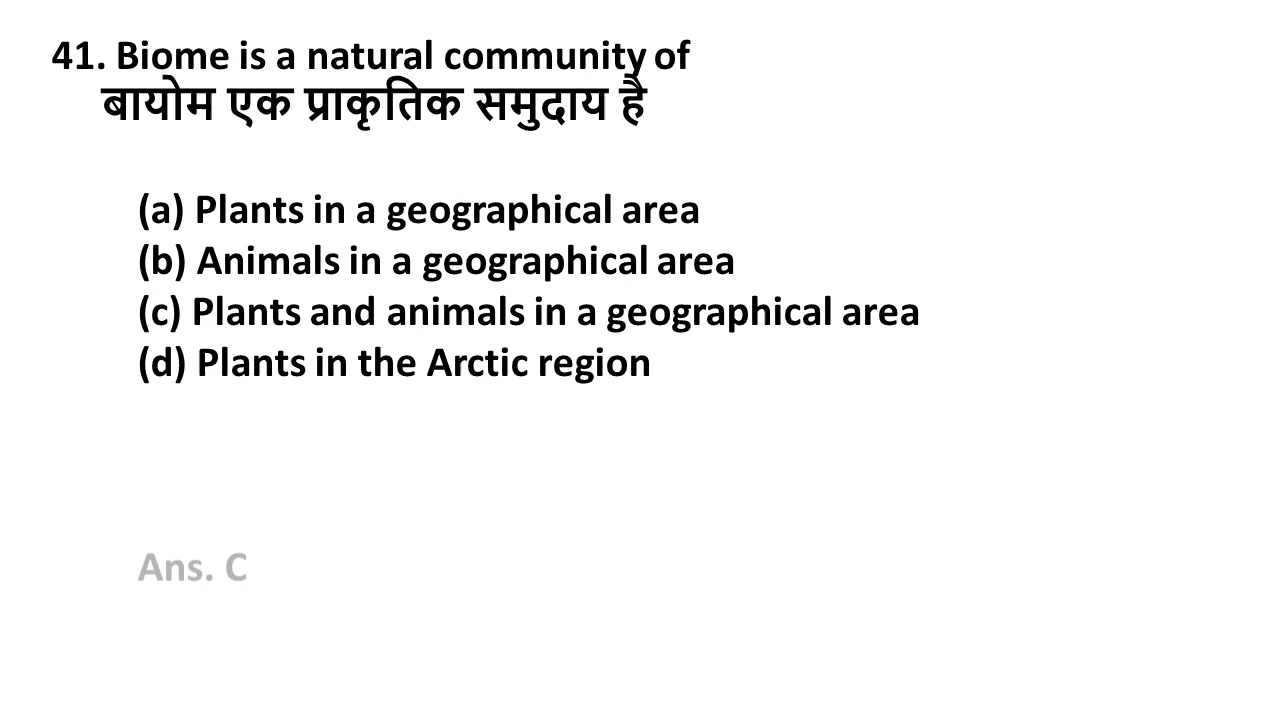 41. Biome is a natural community of
बायोम एक प्राकृतिक समुदाय है
(a) Plants in a geographical area
(b) Animals in a geographical area
(c) Plants and animals in a geographical area
(d) Plants in the Arctic region
Ans. C